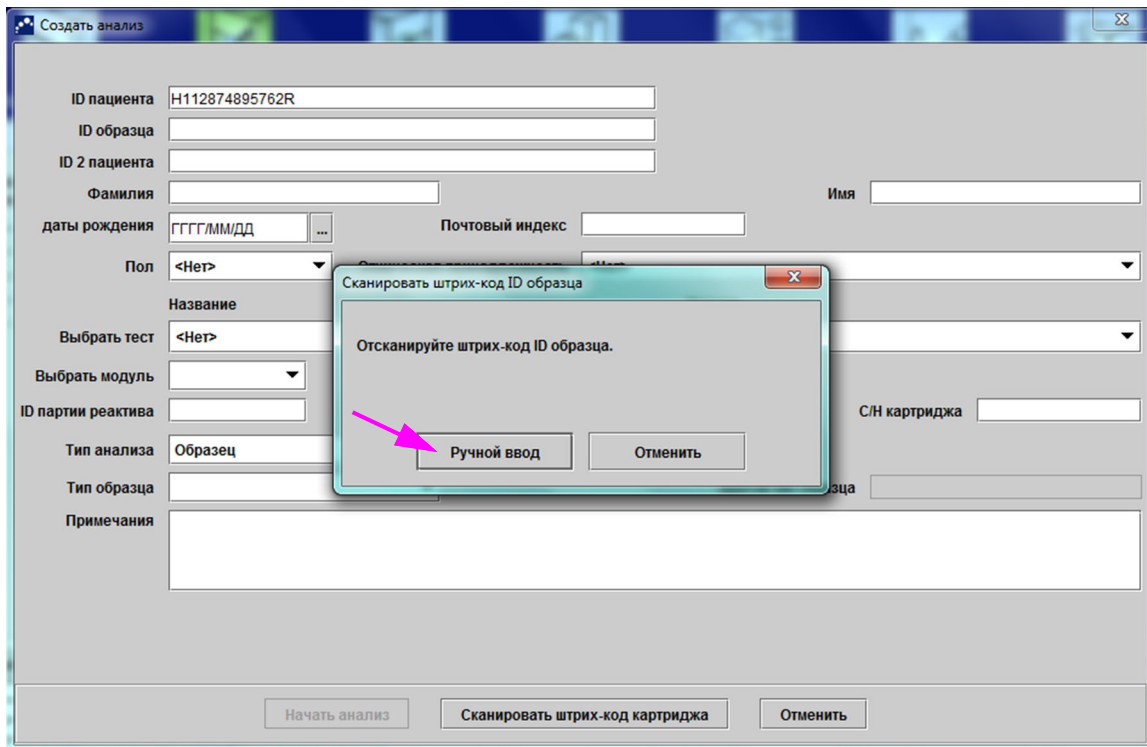 Создать анализ
ID пациента H112874895762R
ID образца
ID 2 пациента
Фамилия Имя
даты рождения ГГГГ/ММ/ДД ... Почтовый индекс
Пол <Нет>
Сканировать штрих-код ID образца
Название
Выбрать тест <Нет>
Отсканируйте штрих-код ID образца.
Выбрать модуль
ID партии реактива С/Н картриджа
Тип анализа Образец
Ручной ввод Отменить
Тип образца
Примечания
Начать анализ Сканировать штрих-код картриджа Отменить